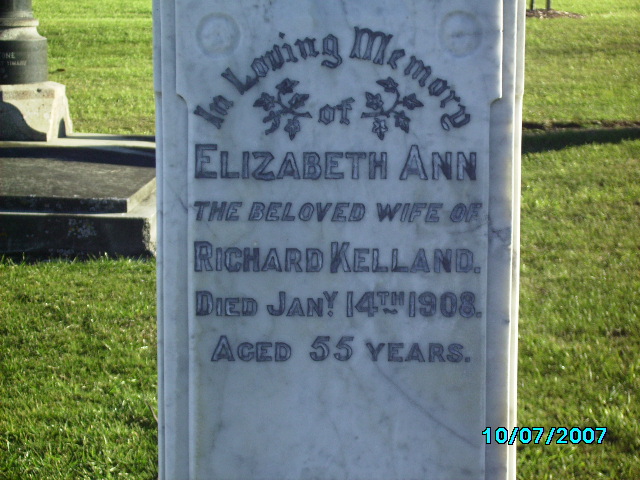 In Loving Memory
of
ELIZABETH ANN
THE BELOVED WIFE OF
RICHARD KELLAND.
DIED JANY. 14TH 1908.
AGED 55 YEARS.
10/07/2007